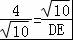 4/√10 = √10/DE